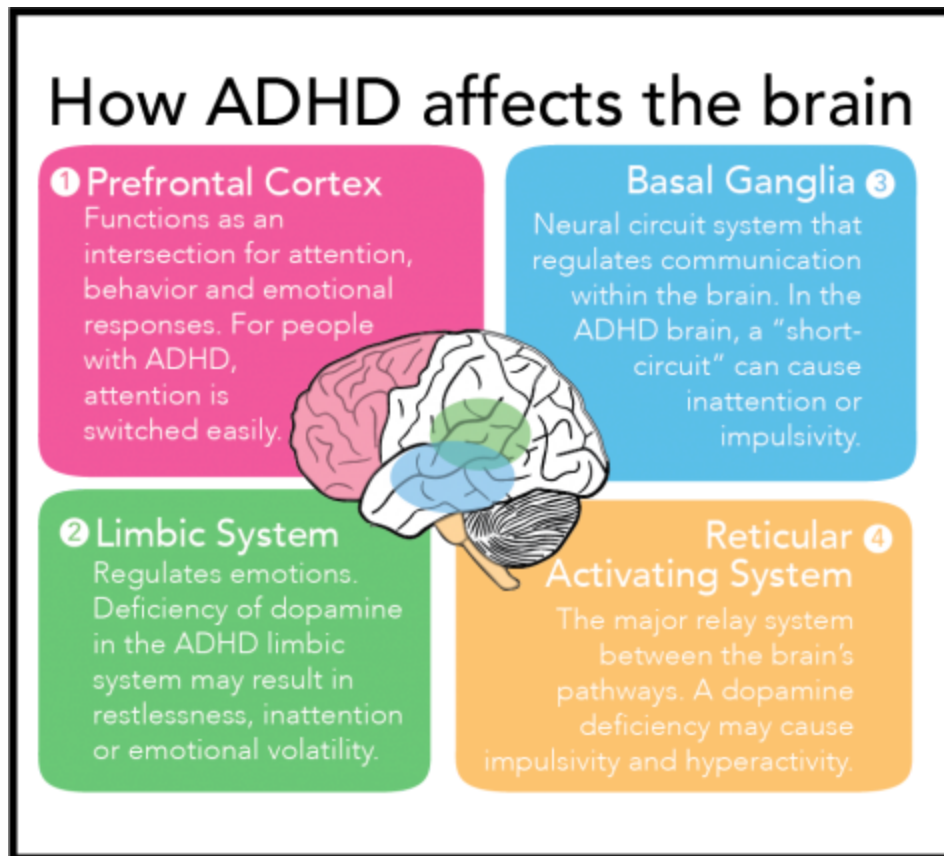 How ADHD affects the brain
1 Prefrontal Cortex
Functions as an
intersection for attention,
behavior and emotional
responses. For people
with ADHD,
attention is
switched easily.
2 Limbic System
Regulates emotions.
Deficiency of dopamine
in the ADHD limbic
system may result in
restlessness, inattention
or emotional volatility.
Basal Ganglia 3
Neural circuit system that
regulates communication
within the brain. In the
ADHD brain, a “short-
circuit” can cause
inattention or
impulsivity.
Reticular 4
Activating System
The major relay system
between the brain’s
pathways. A dopamine
deficiency may cause
impulsivity and hyperactivity.